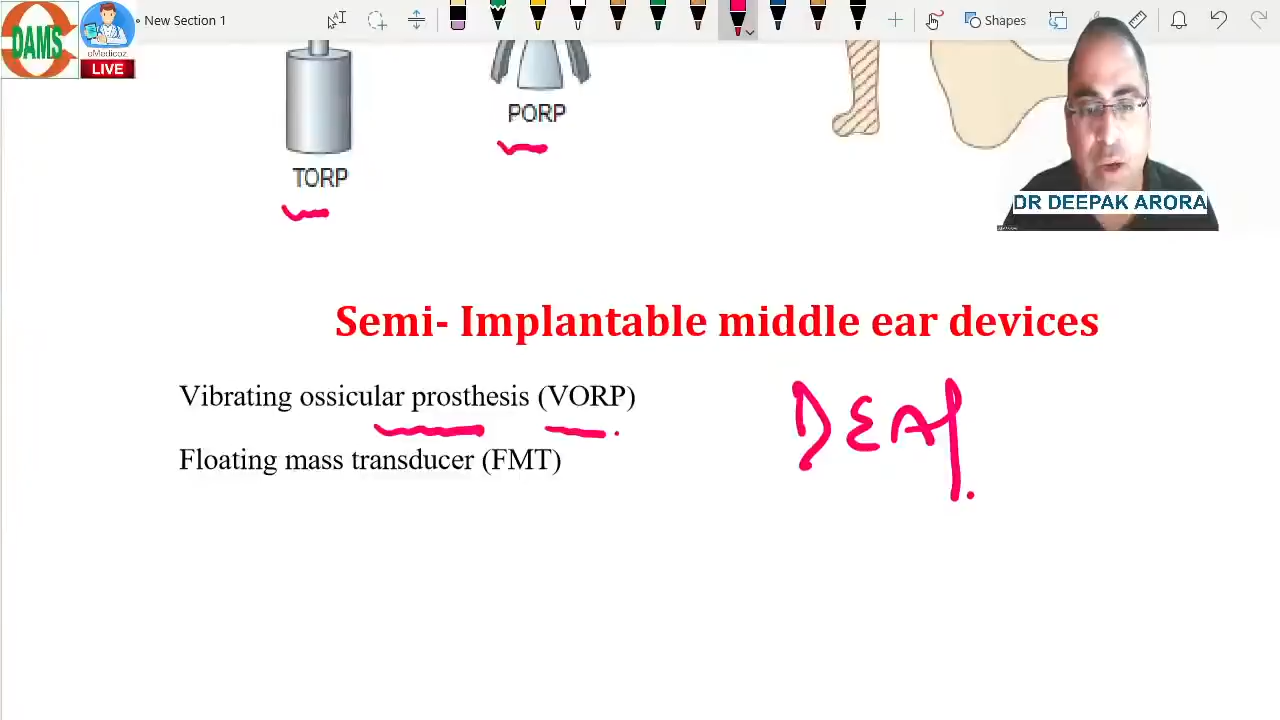 New Section 1
Shapes
DAMS
eMedicoz
LIVE
PORP
TORP
DR DEEPAK ARORA
Semi- Implantable middle ear devices
Vibrating ossicular prosthesis (VORP)
Floating mass transducer (FMT)
DEAf.